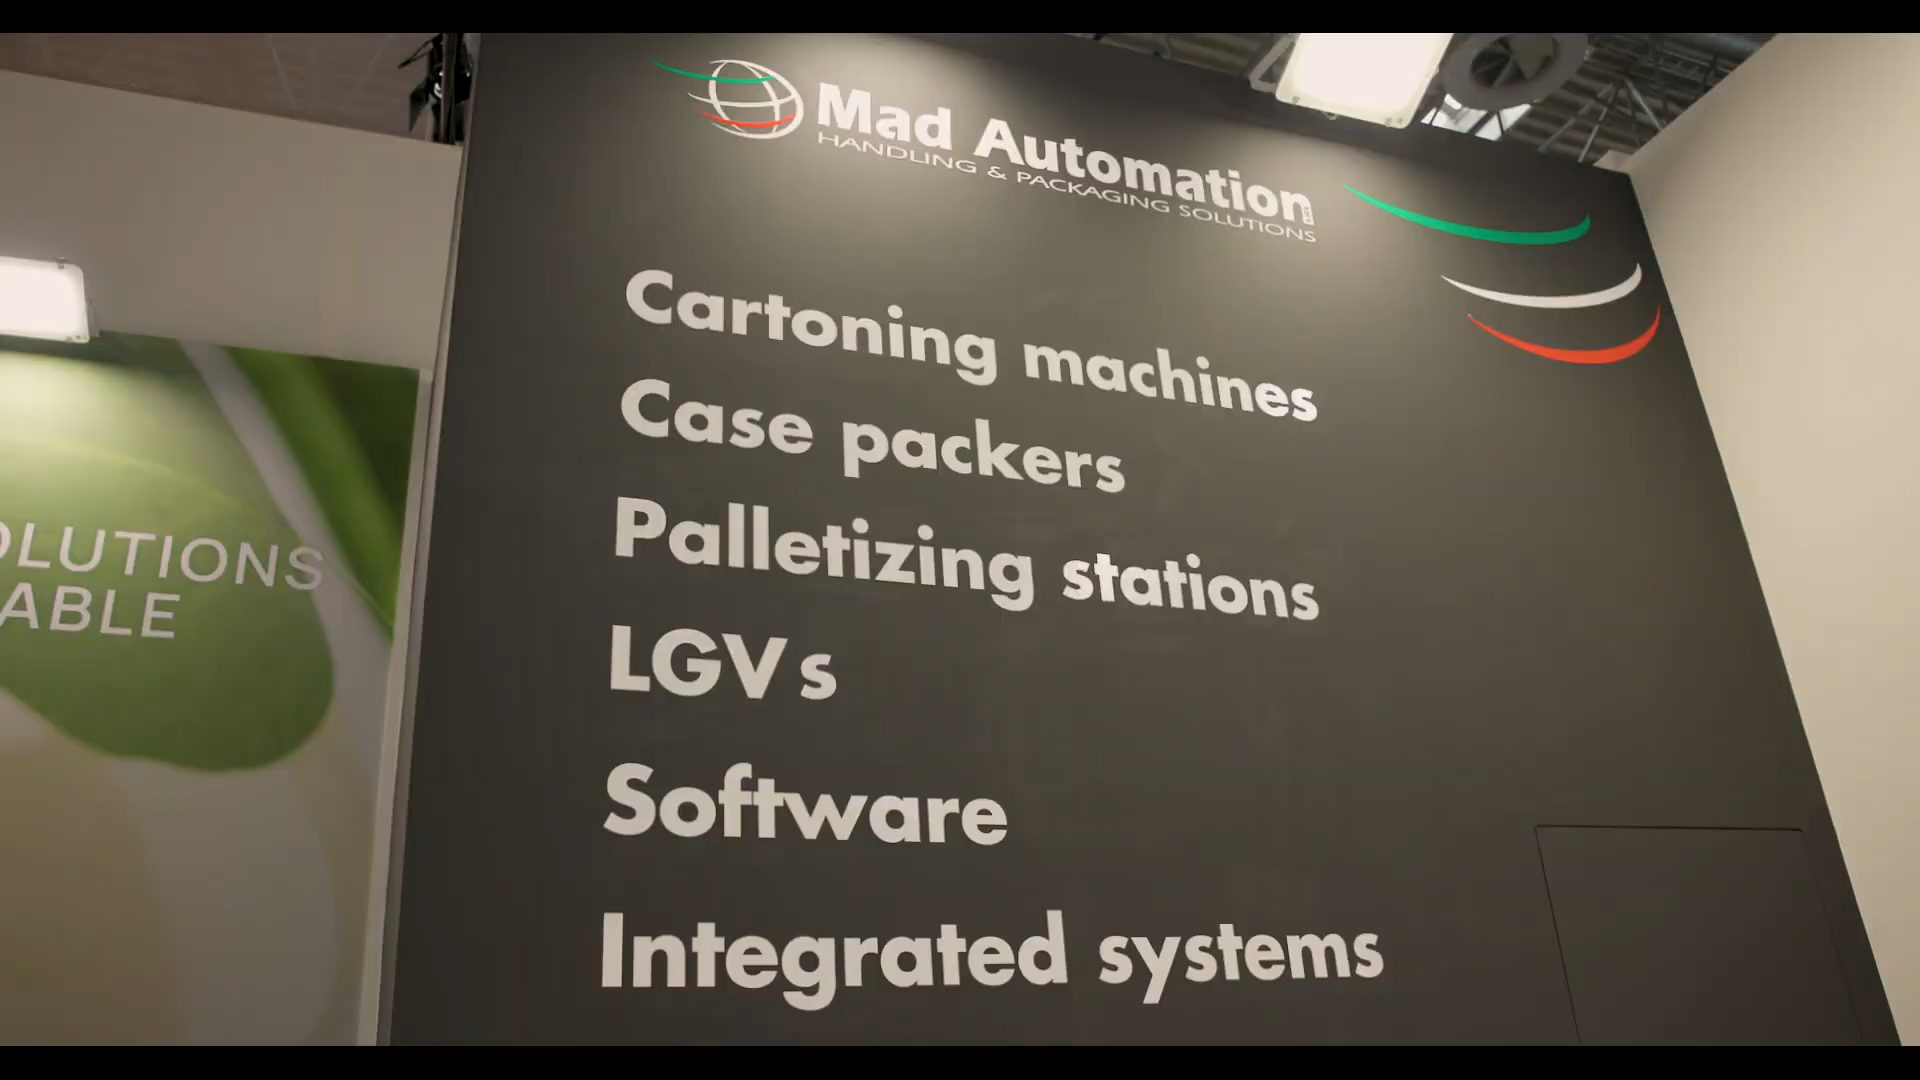 Mad Automation
HANDLING & PACKAGING SOLUTIONS
Cartoning machines
Case packers
Palletizing stations
LGVs
Software
Integrated systems
OLUTIONS
ABLE